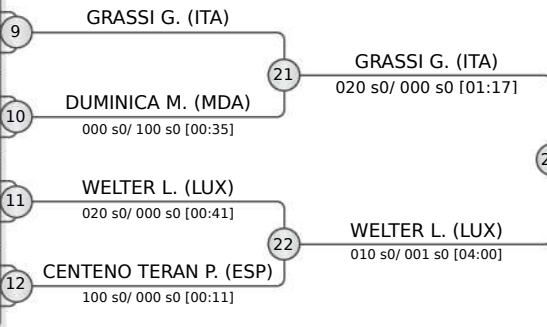 9
GRASSI G. (ITA)
10
DUMINICA M. (MDA)
000 s0/ 100 s0 [00:35]
21
GRASSI G. (ITA)
020 s0/ 000 s0 [01:17]
11
WELTER L. (LUX)
020 s0/ 000 s0 [00:41]
12
CENTENO TERAN P. (ESP)
100 s0/ 000 s0 [00:11]
22
WELTER L. (LUX)
010 s0/ 001 s0 [04:00]